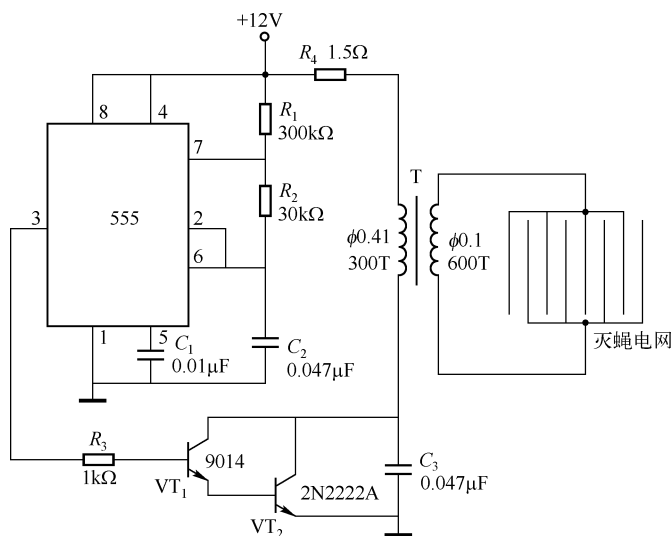 +12V
R4 1.5Ω
8
4
R1
300kΩ
7
T
R2
30kΩ
3
555
2
6
ϕ0.41
300T
ϕ0.1
600T
1
5
C1
0.01μF
C2
0.047μF
灭蝇电网
R3
1kΩ
9014
VT1
2N2222A
VT2
C3
0.047μF